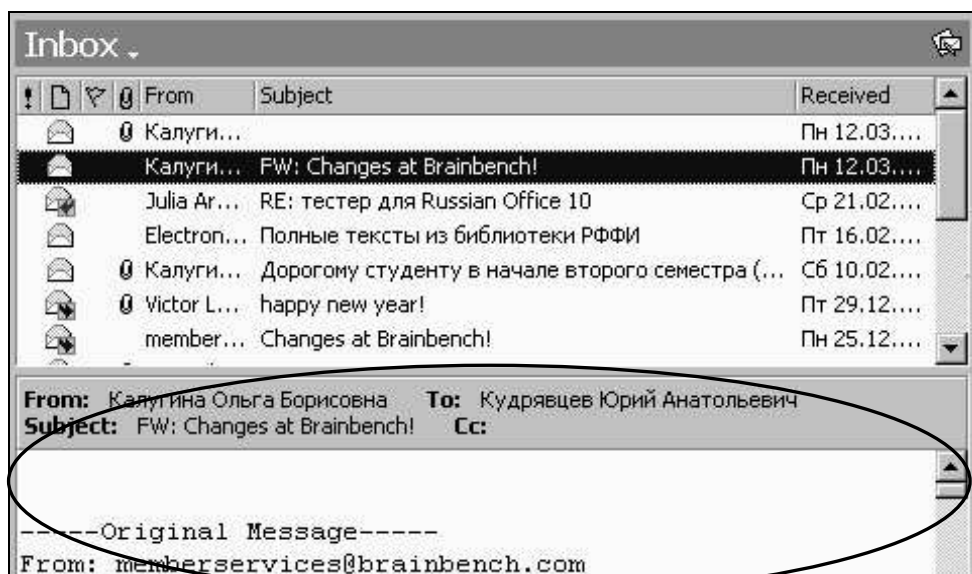 Inbox
! From Subject Received
Калуги... Пн 12.03....
Калуги... FW: Changes at Brainbench! Пн 12.03....
Julia Ar... RE: тестер для Russian Office 10 Ср 21.02....
Electron... Полные тексты из библиотеки РФФИ Пт 16.02....
Калуги... Дорогому студенту в начале второго семестра (... Сб 10.02....
Victor L... happy new year! Пт 29.12....
member... Changes at Brainbench! Пн 25.12....
From: Калугина Ольга Борисовна To: Кудрявцев Юрий Анатольевич
Subject: FW: Changes at Brainbench! Cc:
-----Original Message-----
From: memberservices@brainbench.com